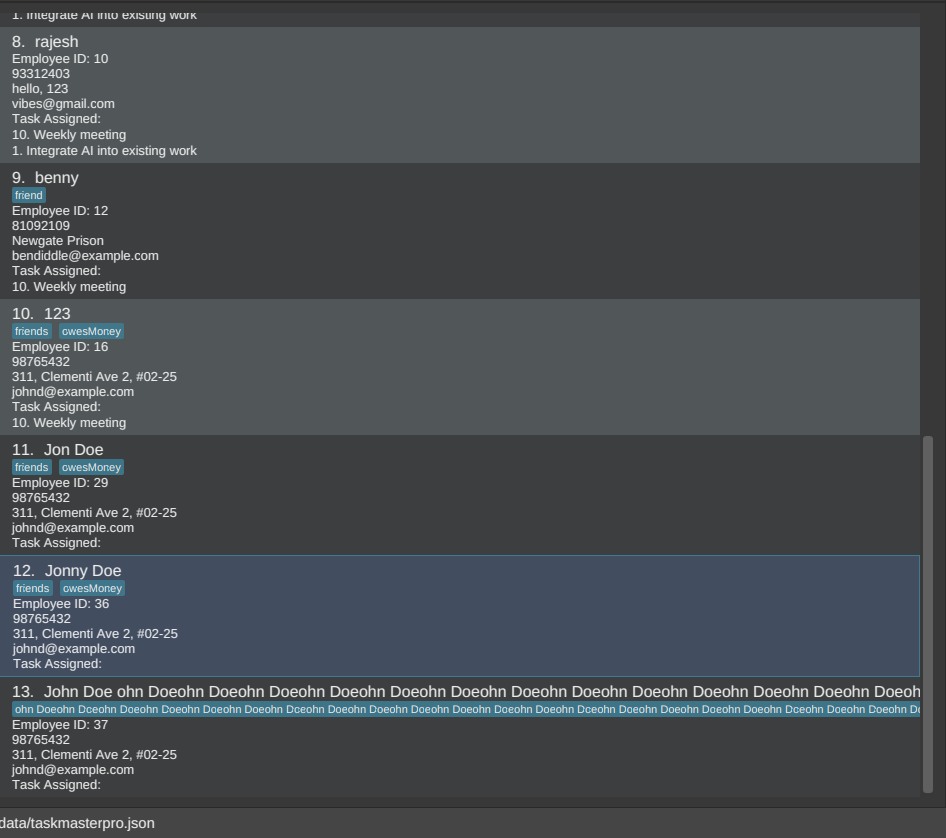 1. Integrate AI into existing work
8. rajesh
Employee ID: 10
93312403
hello, 123
vibes@gmail.com
Task Assigned:
10. Weekly meeting
1. Integrate AI into existing work
9. benny
friend
Employee ID: 12
81092109
Newgate Prison
bendiddle@example.com
Task Assigned:
10. Weekly meeting
10. 123
friends owesMoney
Employee ID: 16
98765432
311, Clementi Ave 2, #02-25
johnd@example.com
Task Assigned:
10. Weekly meeting
11. Jon Doe
friends owesMoney
Employee ID: 29
98765432
311, Clementi Ave 2, #02-25
johnd@example.com
Task Assigned:
12. Jonny Doe
friends owesMoney
Employee ID: 36
98765432
311, Clementi Ave 2, #02-25
johnd@example.com
Task Assigned:
13. John Doe ohn Doeohn Doeohn Doeohn Doeohn Doeohn Doeohn Doeohn Doeohn Doeohn Doeohn Doeohn Doeohn Doeoh
ohn Doeohn Doeohn Doeohn Doeohn Doeohn Doeohn Doeohn Doeohn Doeohn Doeohn Doeohn Doeohn Doeohn Doeohn Doeohn Doeohn Doeohn Doeohn Doeohn Doeohn Do
Employee ID: 37
98765432
311, Clementi Ave 2, #02-25
johnd@example.com
Task Assigned:
data/taskmasterpro.json